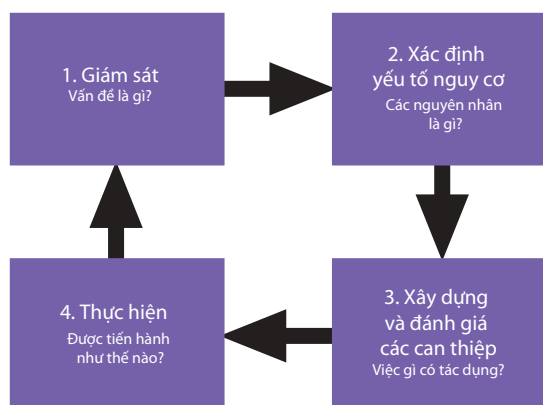 1. Giám sát
Vấn đề là gì?
2. Xác định
yếu tố nguy cơ
Các nguyên nhân
là gì?
3. Xây dựng
và đánh giá
các can thiệp
Việc gì có tác dụng?
4. Thực hiện
Được tiến hành
như thế nào?